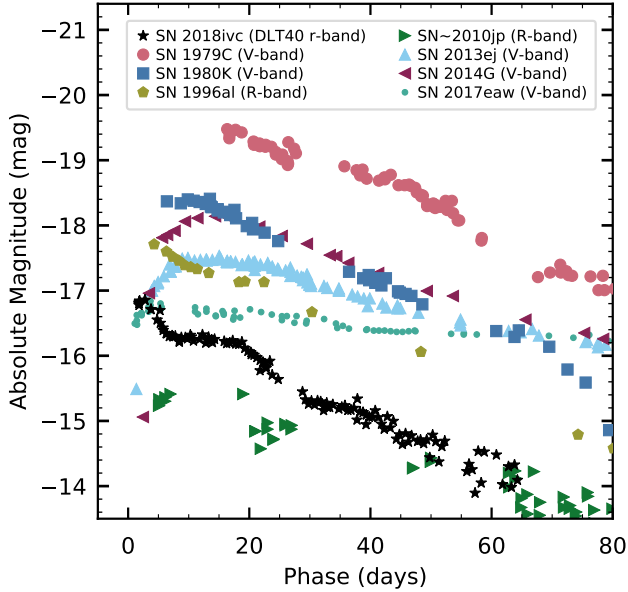 SN 2018ivc (DLT40 r-band)
SN 1979C (V-band)
SN 1980K (V-band)
SN 1996al (R-band)
SN~2010jp (R-band)
SN 2013ej (V-band)
SN 2014G (V-band)
SN 2017eaw (V-band)
Absolute Magnitude (mag)
−21
−20
−19
−18
−17
−16
−15
−14
0 20 40 60 80
Phase (days)